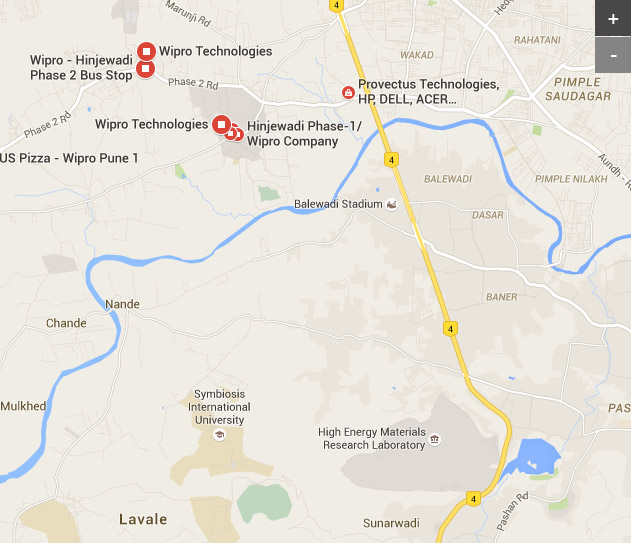 Marunji Rd
4
Hed
+
-
RAHATANI
WAKAD
Wipro Technologies
Wipro - Hinjewadi
Phase 2 Bus Stop
Phase 2 Rd
Provectus Technologies,
HP, DELL, ACER...
PIMPLE
SAUDAGAR
Phase 2 Rd
Wipro Technologies
Hinjewadi Phase-1/
Wipro Company
US Pizza - Wipro Pune 1
4
Aundh - R
BALEWADI
PIMPLE NILAKH
Balewadi Stadium
DASAR
BANER
Nande
Chande
4
Symbiosis
International
University
Mulkhed
PAS
High Energy Materials
Research Laboratory
4
Pashan Rd
Lavale
Sunarwadi